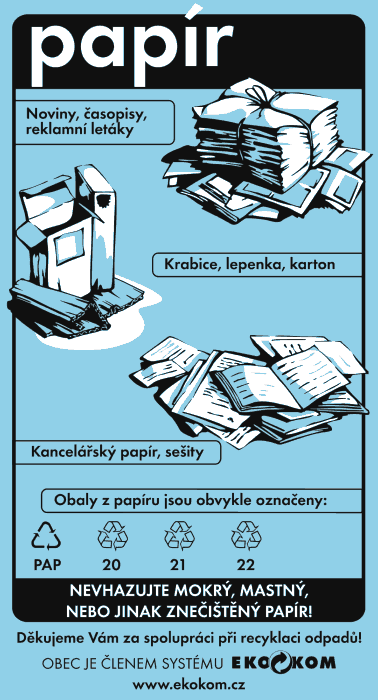 papír
Noviny, časopisy,
reklamní letáky
Krabice, lepenka, karton
Kancelářský papír, sešity
Obaly z papíru jsou obvykle označeny:
PAP 20 21 22
NEVHAZUJTE MOKRÝ, MASTNÝ,
NEBO JINAK ZNEČIŠTĚNÝ PAPÍR!
Děkujeme Vám za spolupráci při recyklaci odpadů!
OBEC JE ČLENEM SYSTÉMU EKO KOM
www.ekokom.cz